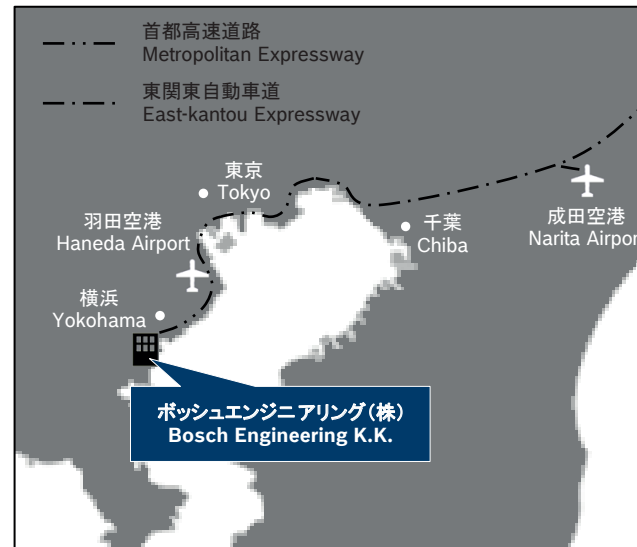 首都高速道路
Metropolitan Expressway
東関東自動車道
East-kantou Expressway
東京
Tokyo
羽田空港
Haneda Airport
千葉
Chiba
成田空港
Narita Airpor
横浜
Yokohama
ボッシュエンジニアリング(株)
Bosch Engineering K.K.